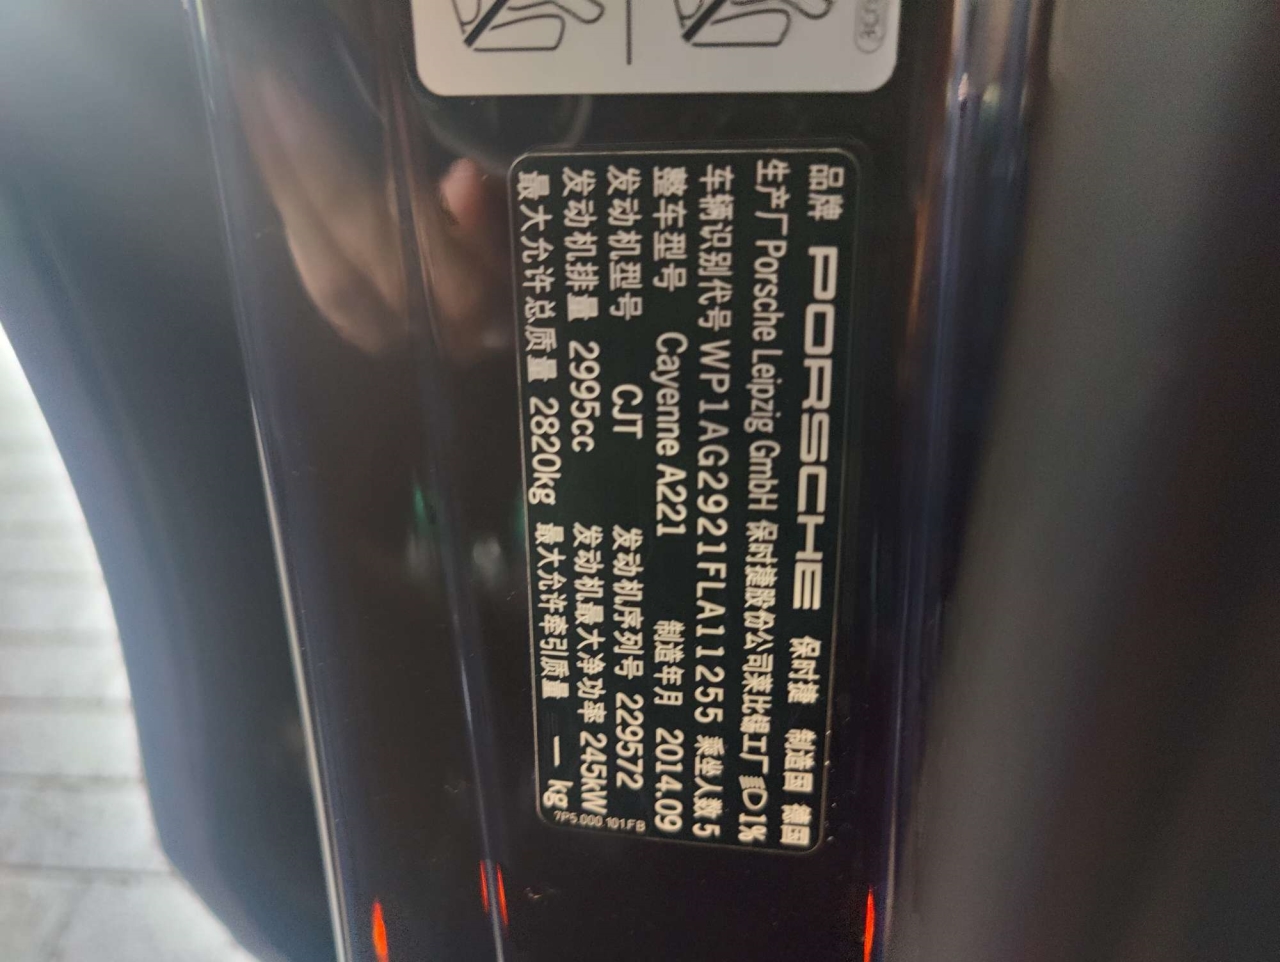 品牌 PORSCHE 保时捷 制造国 德国
生产厂 Porsche Leipzig GmbH 保时捷股份公司莱比锡工厂 1%
车辆识别代号 WP1AG2921FLA11255 乘坐人数 5
整车型号 Cayenne A221 制造年月 2014.09
发动机型号 CJT 发动机序列号 229572
发动机排量 2995cc 发动机最大净功率 245kW
最大允许总质量 2820kg 最大允许牵引质量 — kg
7P5.000.101.FB